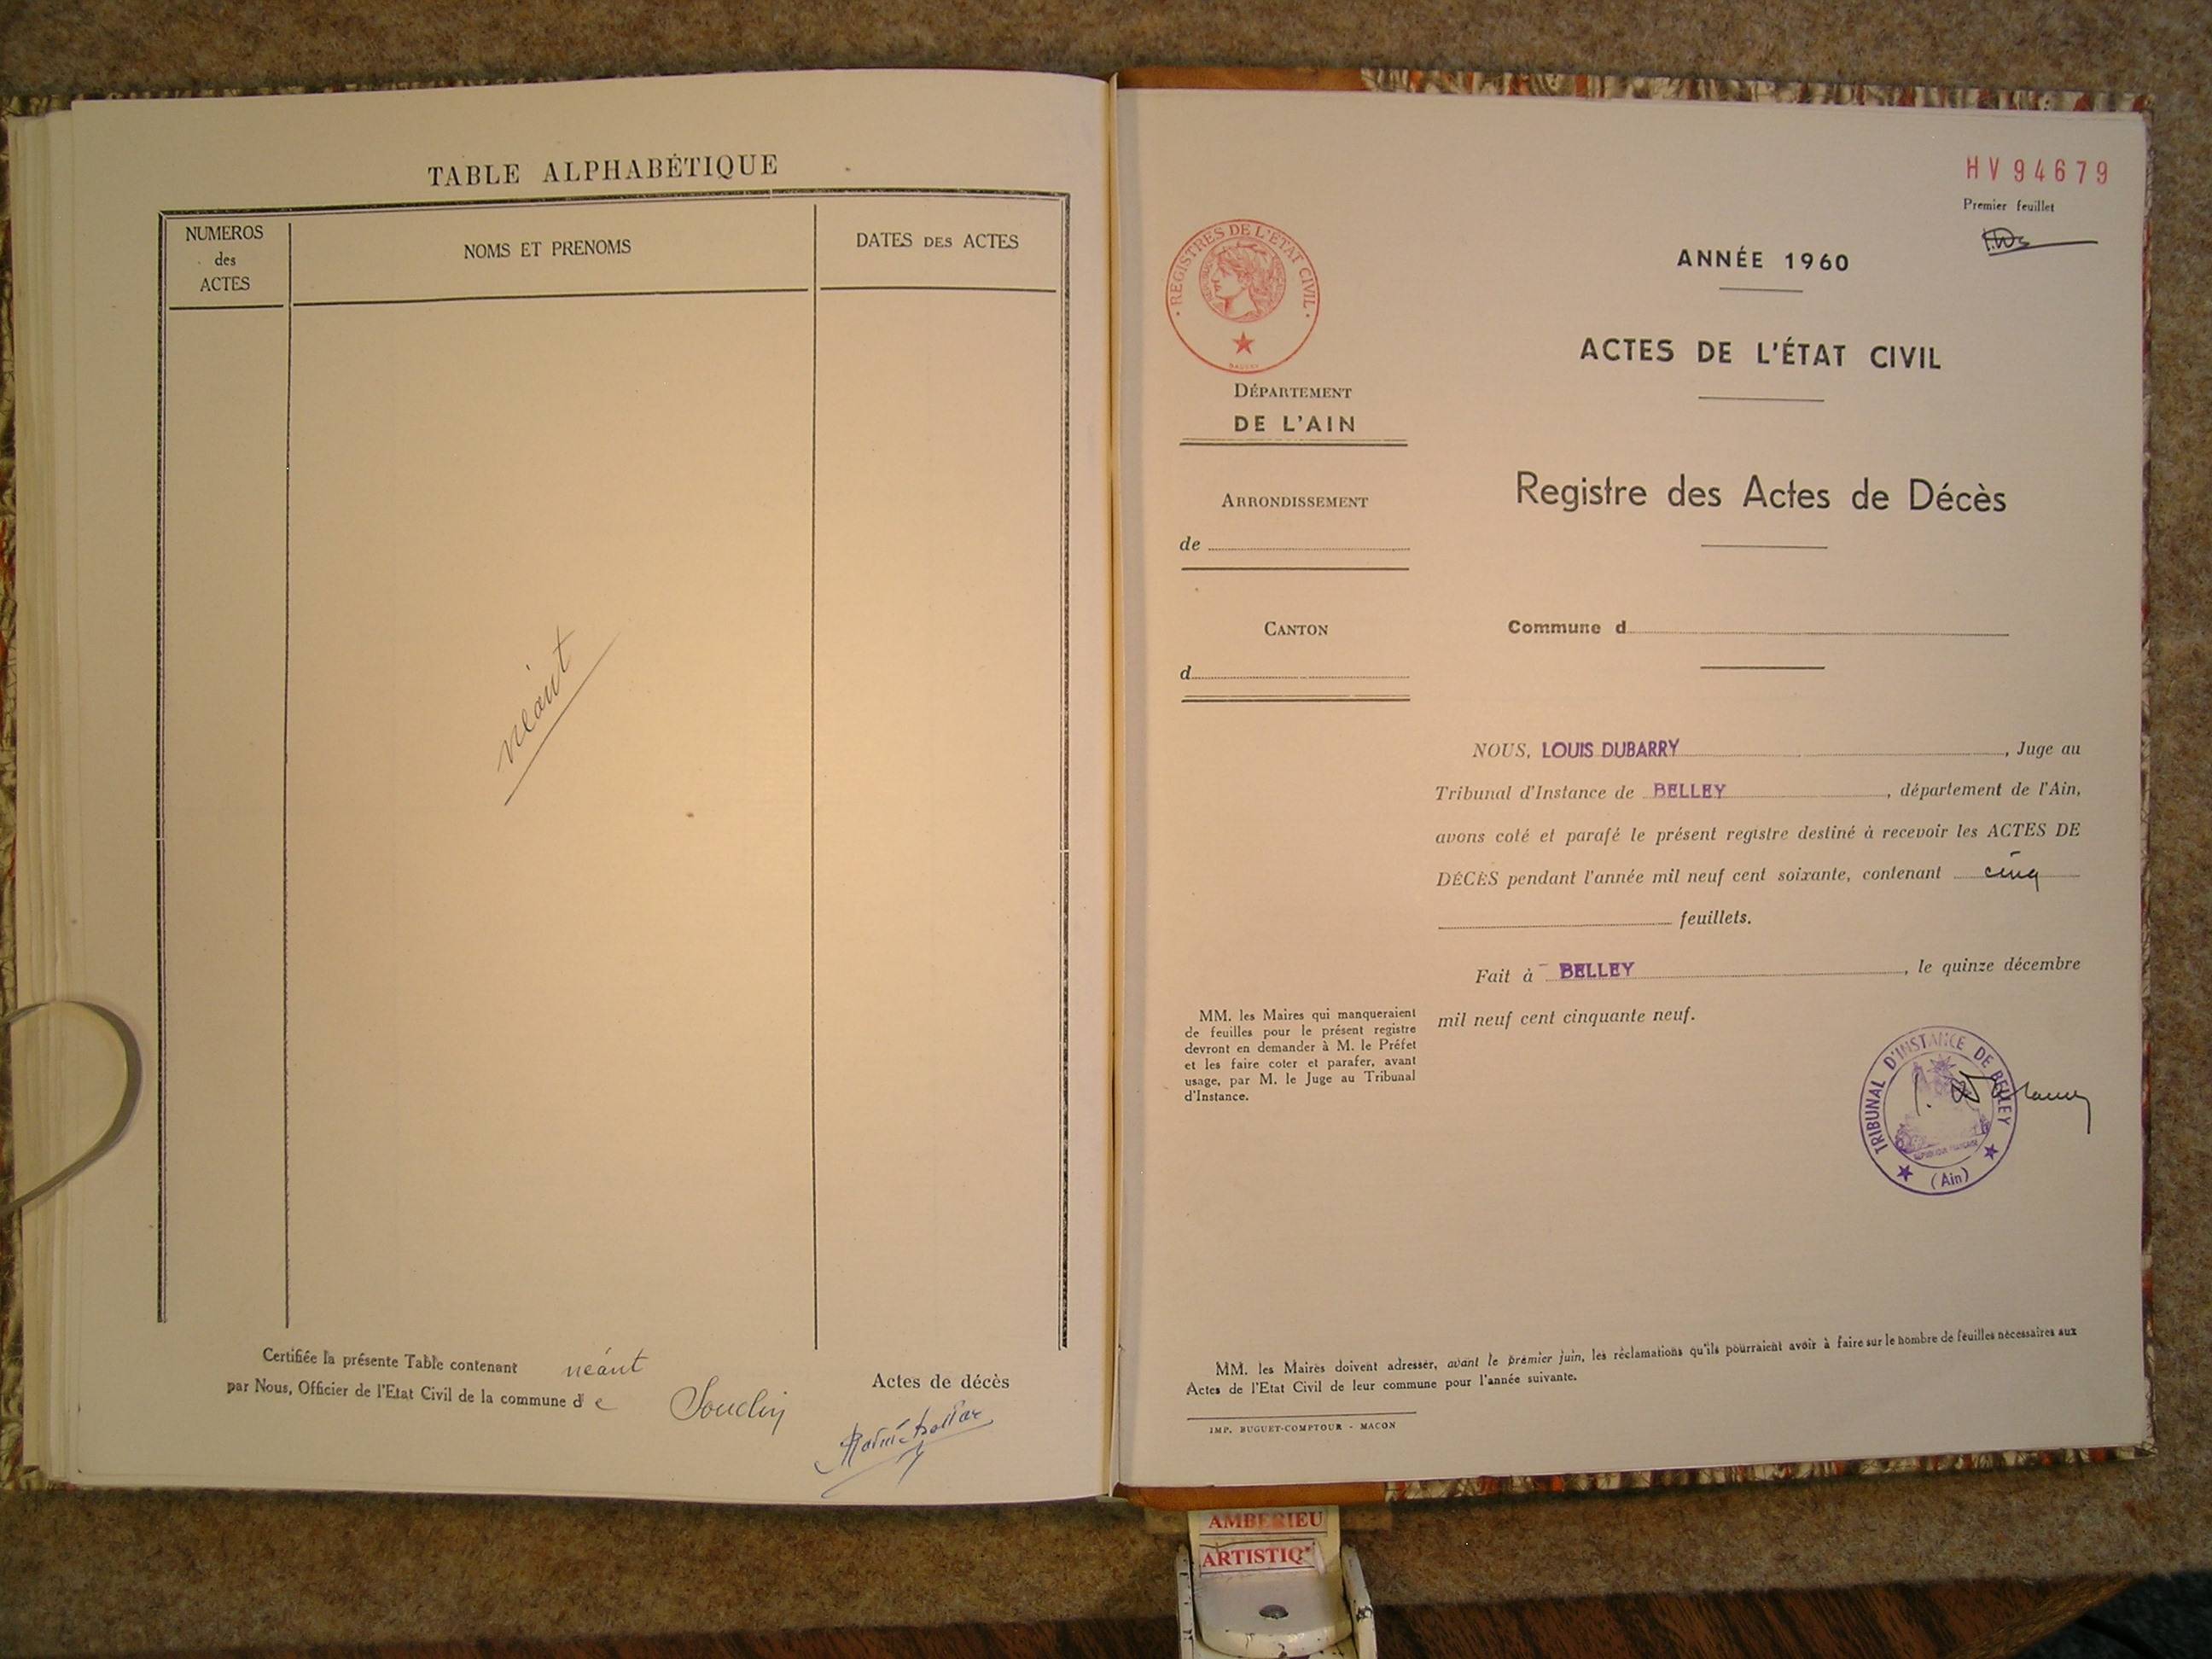 TABLE ALPHABÉTIQUE
NUMEROS
des
ACTES
NOMS ET PRENOMS
DATES DES ACTES
néant
Certifiée la présente Table contenant néant Actes de décès
par Nous, Officier de l'Etat Civil de la commune de Souclin
HV94679
Premier feuillet
· REGISTRES DE L'ÉTAT CIVIL ·
DÉPARTEMENT
DE L'AIN
ARRONDISSEMENT
de
CANTON
d
MM. les Maires qui manqueraient
de feuilles pour le présent registre
devront en demander à M. le Préfet
et les faire coter et parafer, avant
usage, par M. le Juge au Tribunal
d'Instance.
ANNÉE 1960
ACTES DE L'ÉTAT CIVIL
Registre des Actes de Décès
Commune d
NOUS, LOUIS DUBARRY, Juge au
Tribunal d'Instance de BELLEY, département de l'Ain,
avons coté et parafé le présent registre destiné à recevoir les ACTES DE
DÉCÈS pendant l'année mil neuf cent soixante, contenant cinq
feuillets.
Fait à BELLEY, le quinze décembre
mil neuf cent cinquante neuf.
TRIBUNAL D'INSTANCE DE BELLEY
(Ain)
MM. les Maires doivent adresser, avant le premier juin, les réclamations qu'ils pourraient avoir à faire sur le nombre de feuilles nécessaires aux
Actes de l'Etat Civil de leur commune pour l'année suivante.
IMP. BUGUET-COMPTOUR - MACON
AMBERIEU
ARTISTIQ